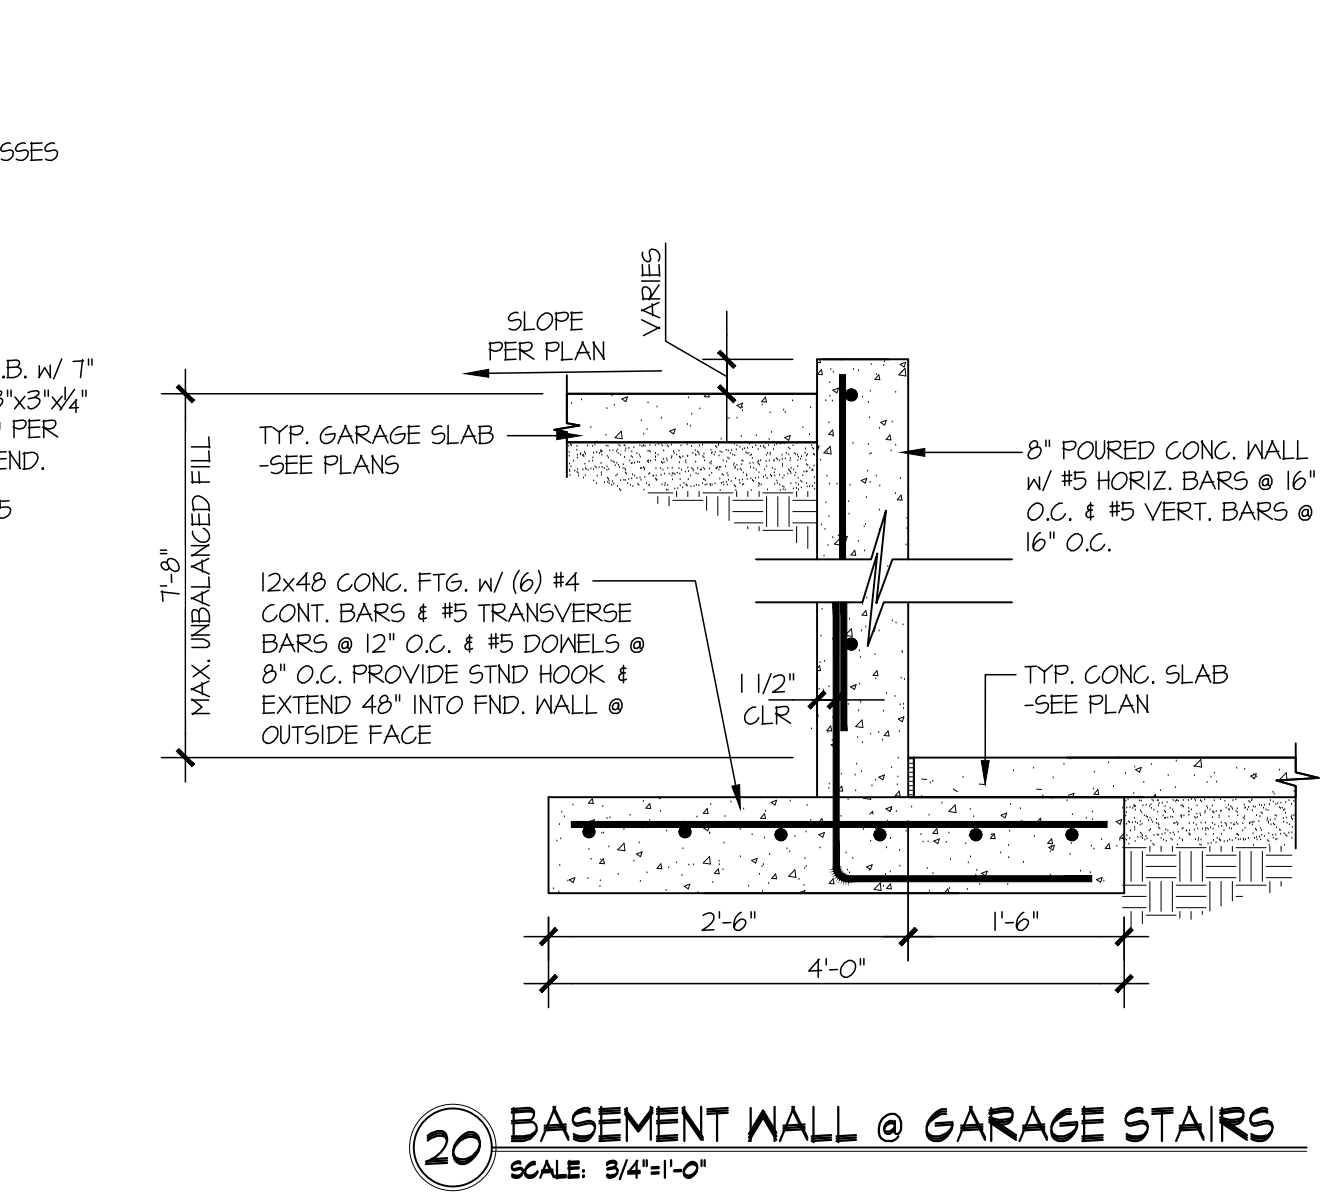 SSES
.B. w/ 7"
3"x3"x1/4"
" PER
END.
5
VARIES
SLOPE
PER PLAN
TYP. GARAGE SLAB
-SEE PLANS
7'-8"
MAX. UNBALANCED FILL
8" POURED CONC. WALL
w/ #5 HORIZ. BARS @ 16"
O.C. & #5 VERT. BARS @
16" O.C.
12x48 CONC. FTG. w/ (6) #4
CONT. BARS & #5 TRANSVERSE
BARS @ 12" O.C. & #5 DOWELS @
8" O.C. PROVIDE STND HOOK &
EXTEND 48" INTO FND. WALL @
OUTSIDE FACE
1 1/2"
CLR
TYP. CONC. SLAB
-SEE PLAN
2'-6"
1'-6"
4'-0"
20
BASEMENT WALL @ GARAGE STAIRS
SCALE: 3/4"=1'-0"